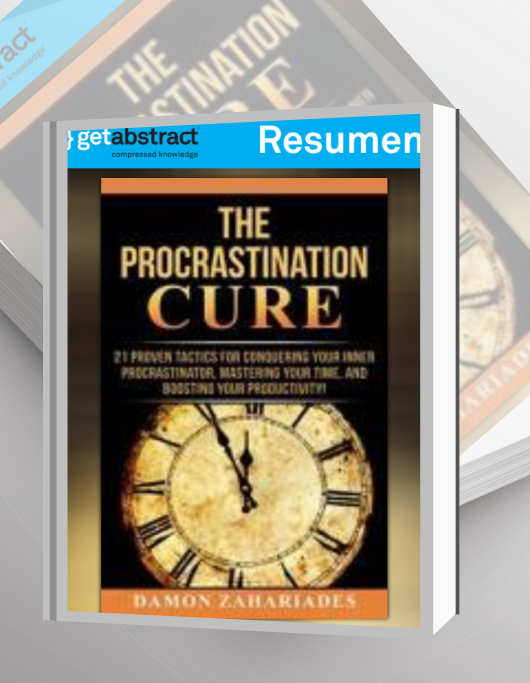 getabstract
compressed knowledge
Resumen
THE
PROCRASTINATION
CURE
21 PROVEN TACTICS FOR CONQUERING YOUR INNER
PROCRASTINATOR, MASTERING YOUR TIME, AND
BOOSTING YOUR PRODUCTIVITY!
DAMON ZAHARIADES